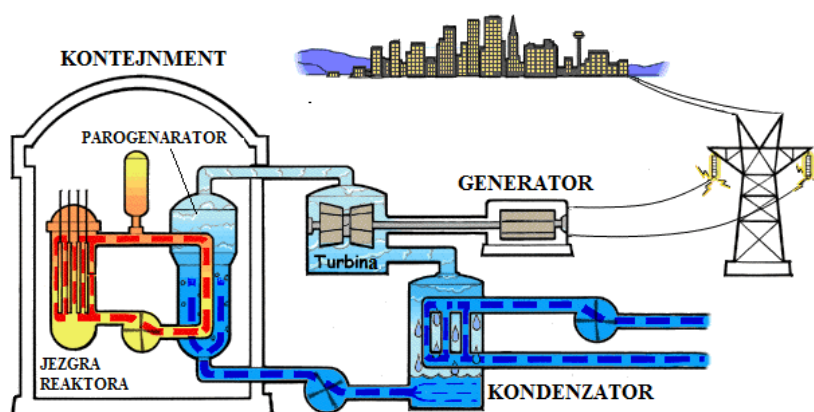 KONTEJNMENT
PAROGENARATOR
GENERATOR
Turbina
JEZGRA
REAKTORA
KONDENZATOR